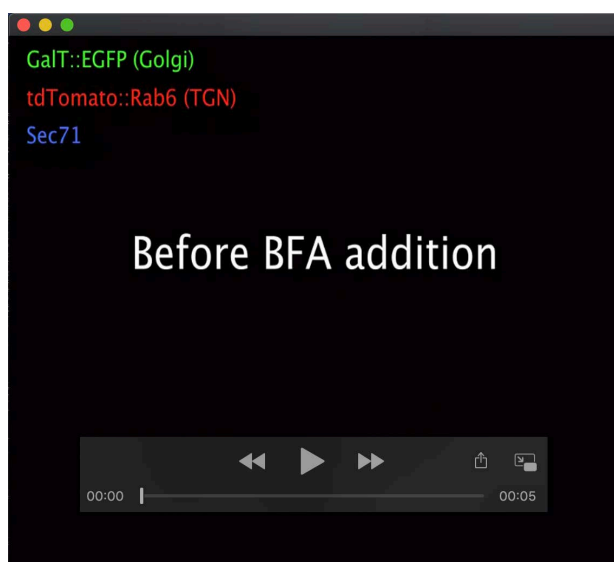 GalT::EGFP (Golgi)
tdTomato::Rab6 (TGN)
Sec71
Before BFA addition
00:00
00:05